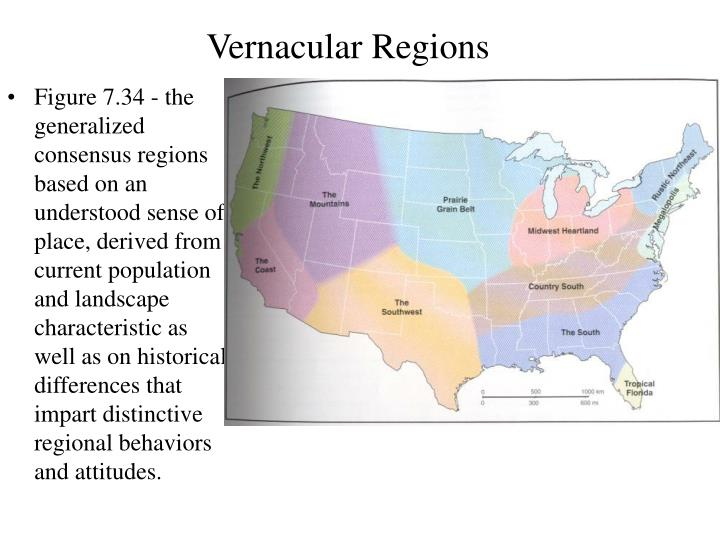 Vernacular Regions
• Figure 7.34 - the
generalized
consensus regions
based on an
understood sense of
place, derived from
current population
and landscape
characteristic as
well as on historical
differences that
impart distinctive
regional behaviors
and attitudes.
The Northwest
The
Mountains
Prairie
Grain Belt
Rustic Northeast
Megalopolis
Midwest Heartland
The
Coast
Country South
The
Southwest
The South
Tropical
Florida
0 500 1000 km
0 300 600 mi